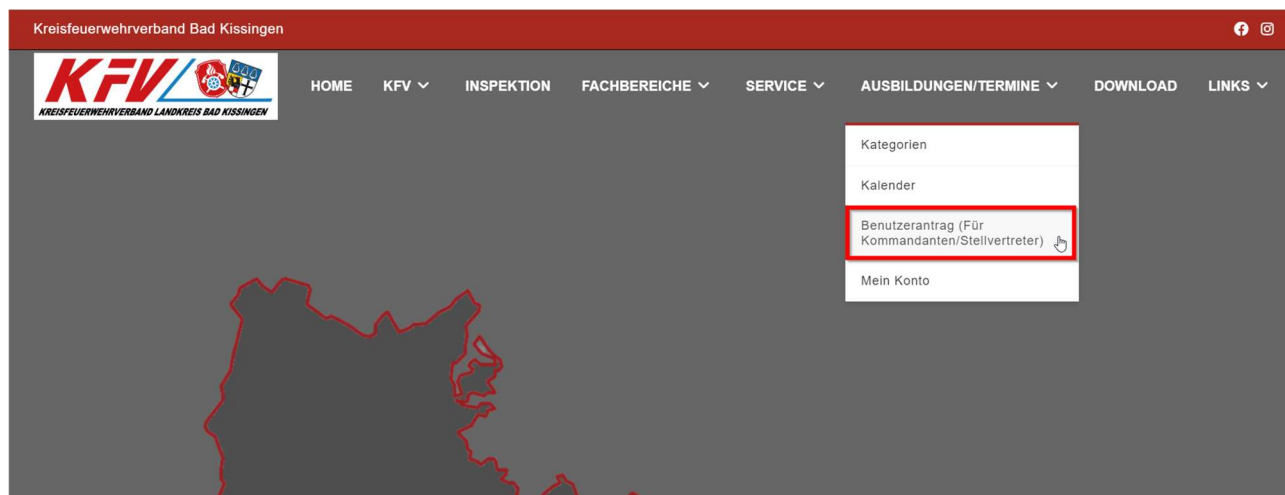 Kreisfeuerwehrverband Bad Kissingen
KFV
KREISFEUERWEHRVERBAND LANDKREIS BAD KISSINGEN
HOME
KFV
INSPEKTION
FACHBEREICHE
SERVICE
AUSBILDUNGEN/TERMINE
DOWNLOAD
LINKS
Kategorien
Kalender
Benutzerantrag (Für
Kommandanten/Stellvertreter)
Mein Konto